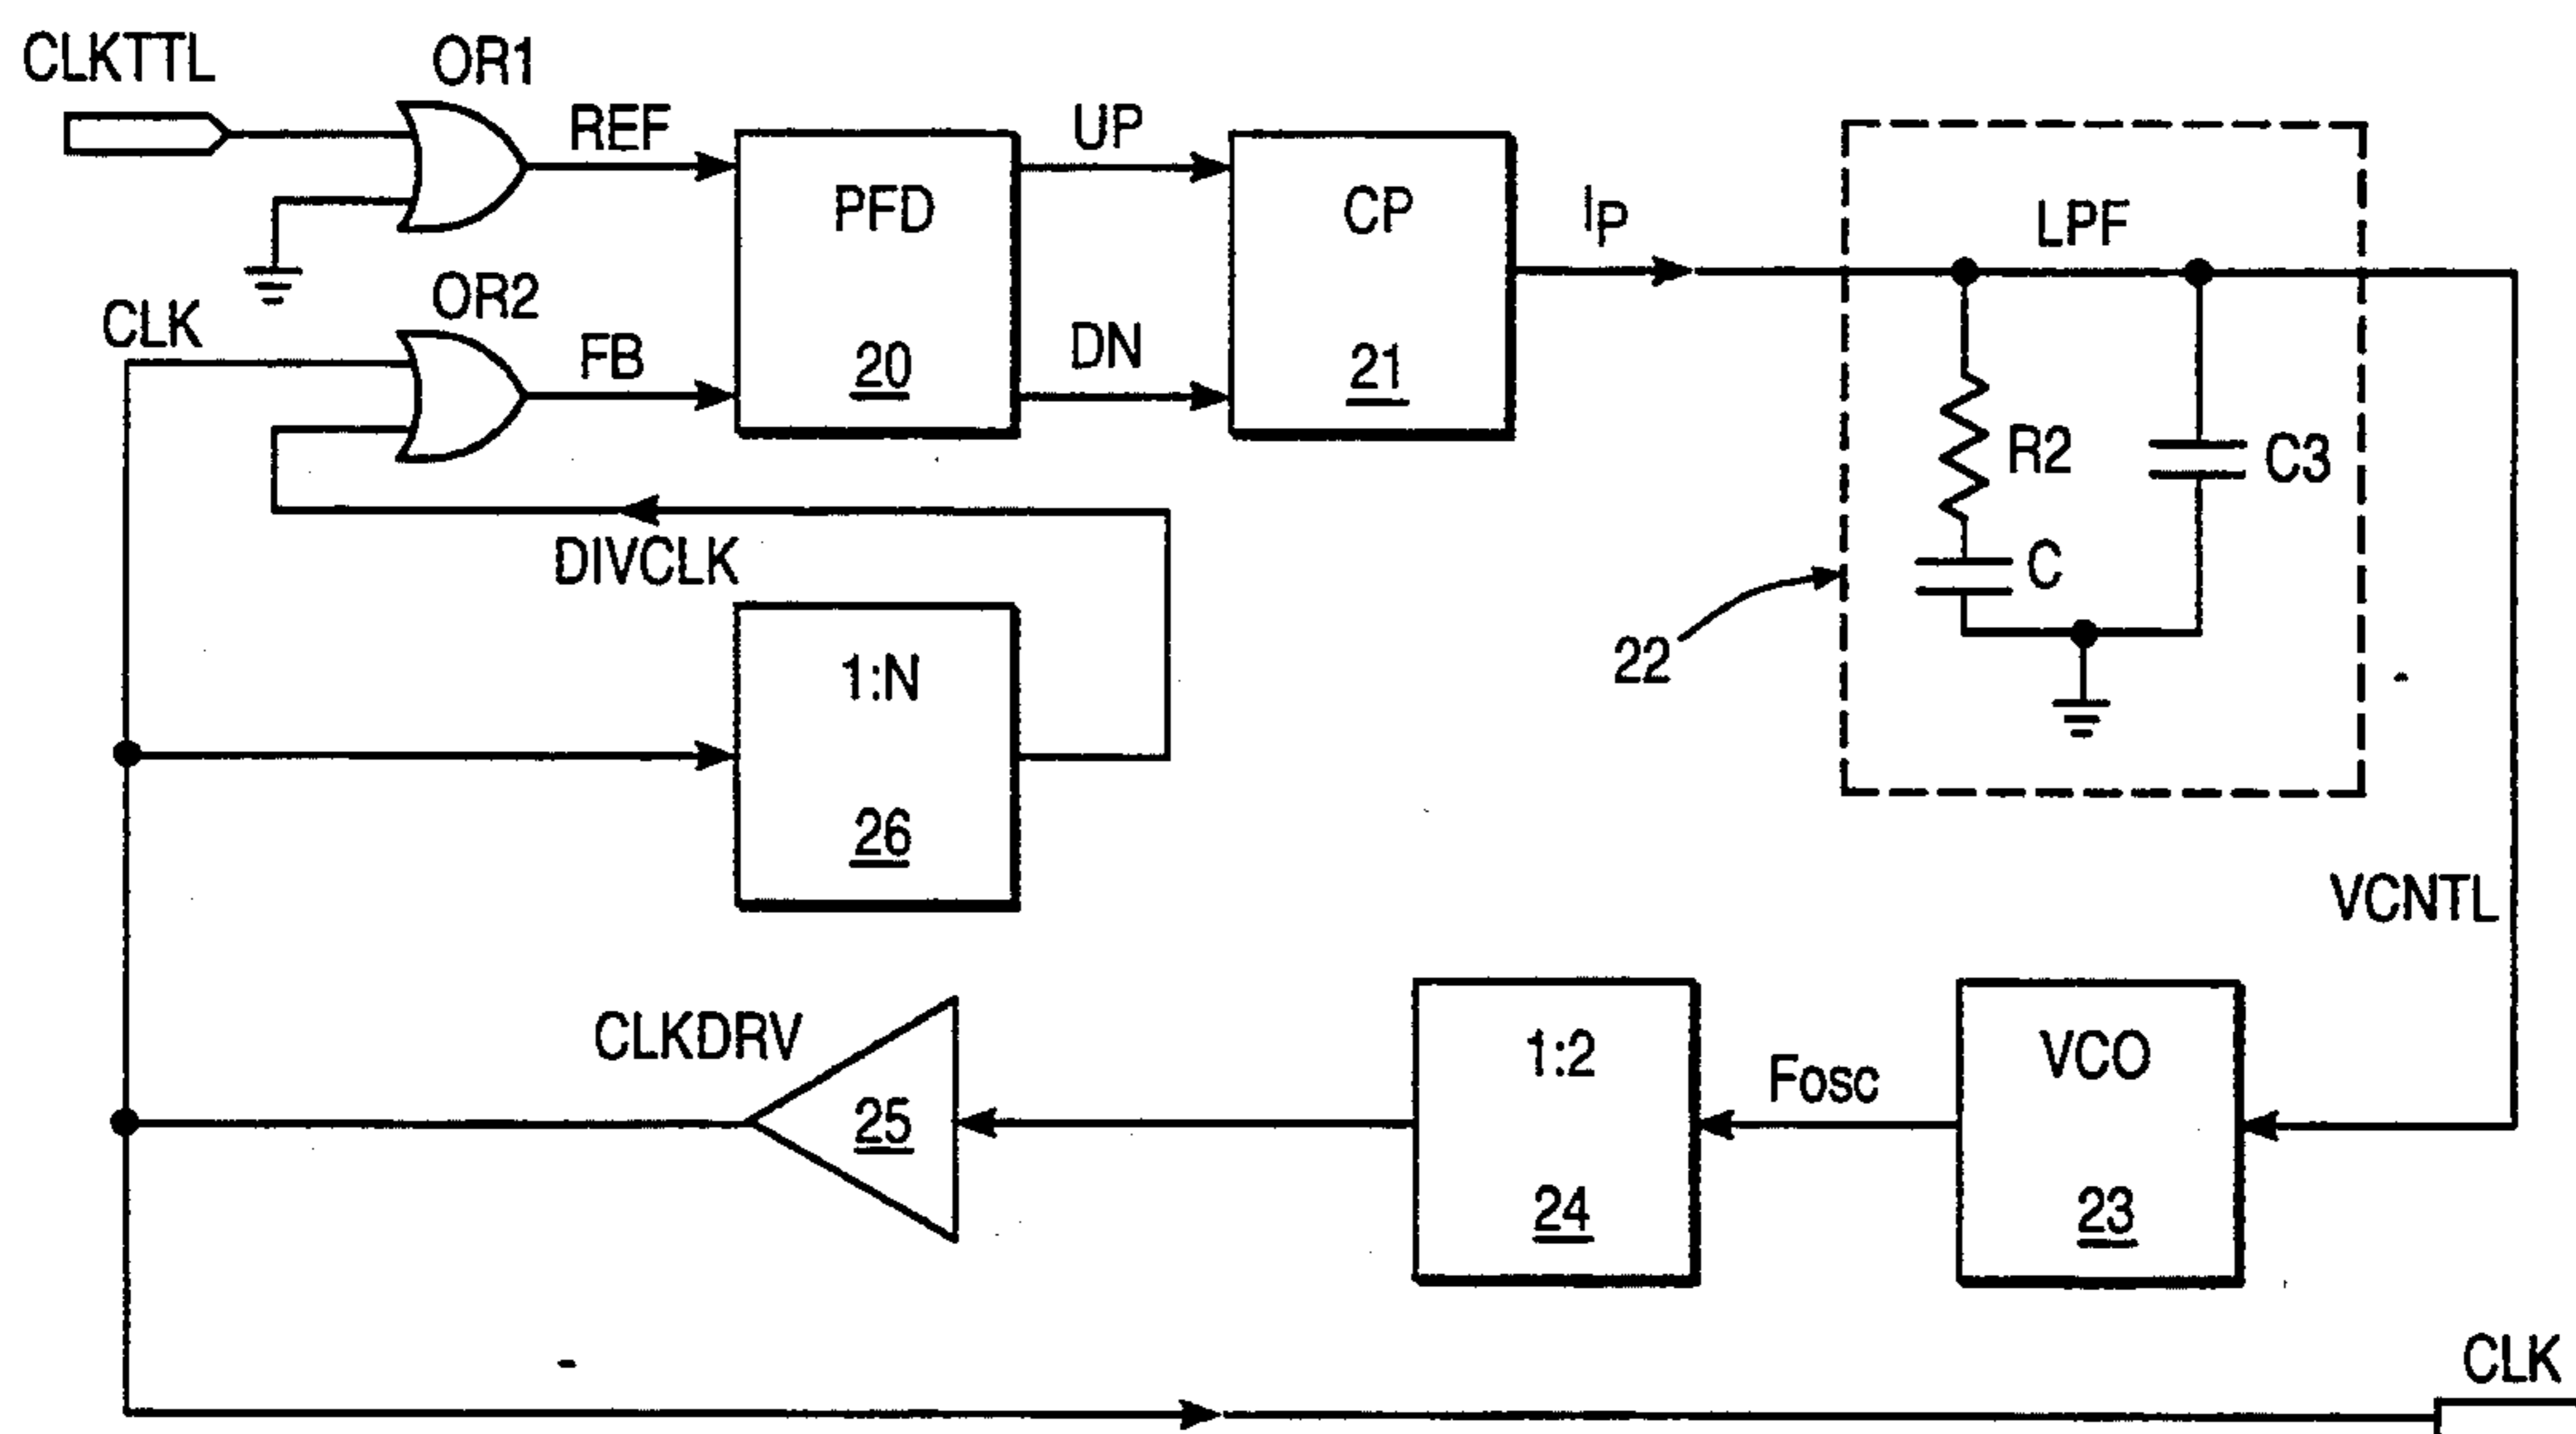 CLKTTL
OR1
REF
UP
PFD
20
CP
21
IP
LPF
CLK
OR2
FB
DN
R2
C3
C
22
DIVCLK
1:N
26
VCNTL
CLKDRV
25
1:2
24
Fosc
VCO
23
CLK